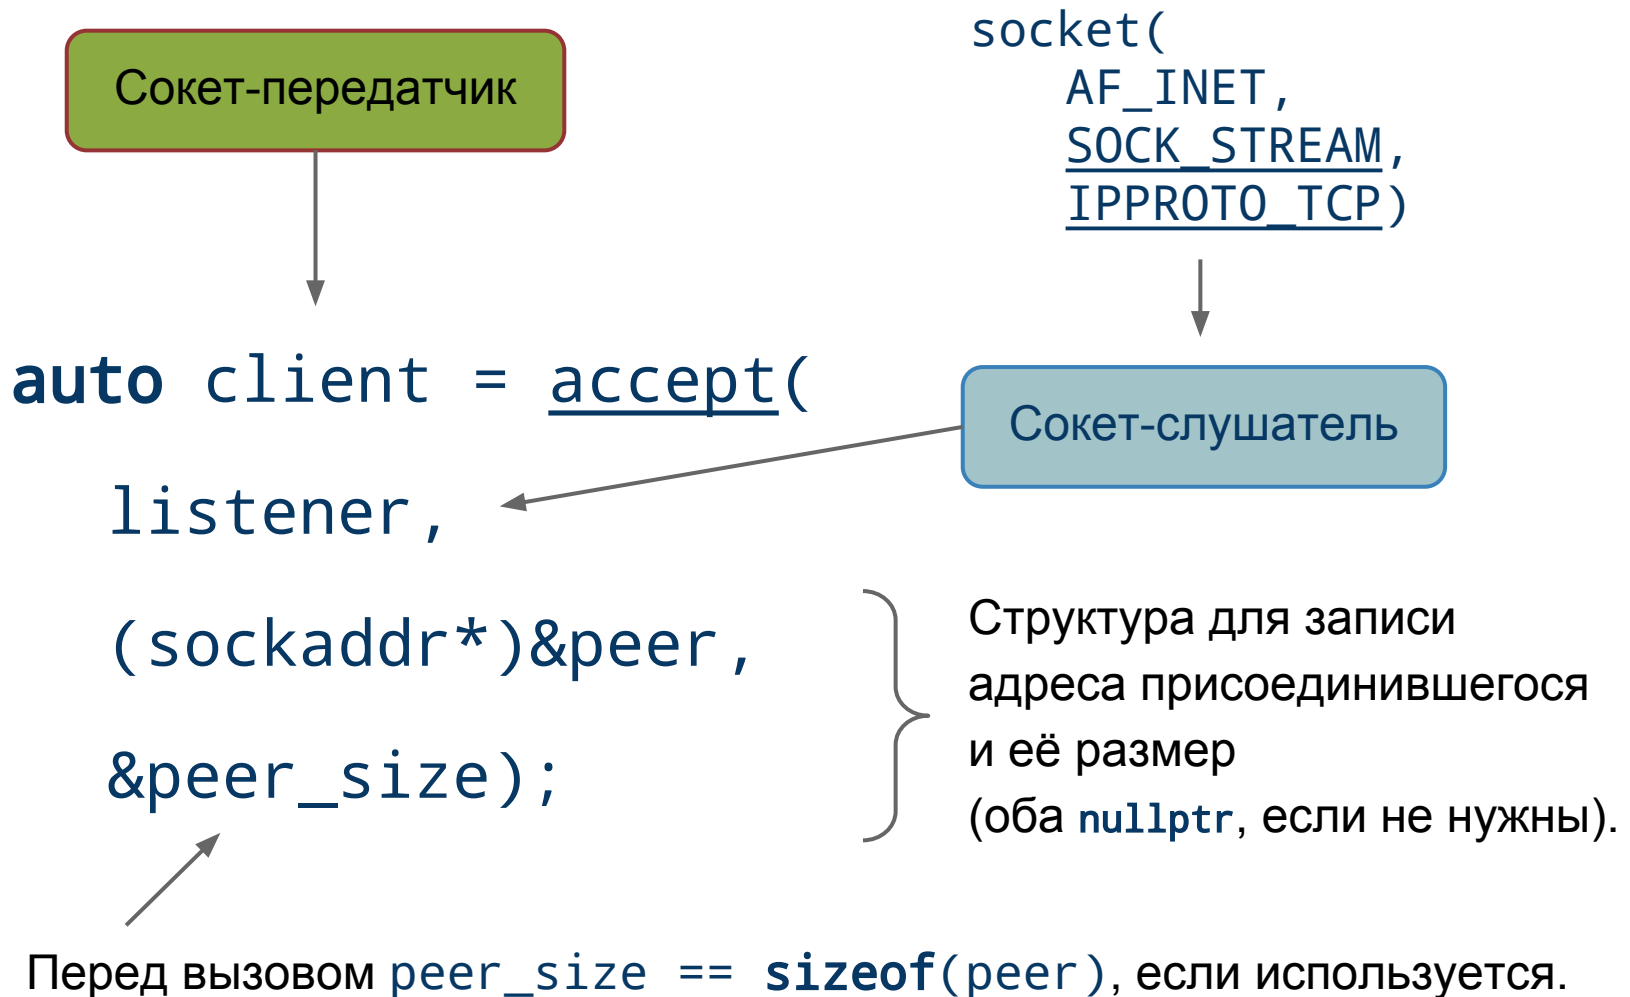 Сокет-передатчик
socket(
AF_INET,
SOCK_STREAM,
IPPROTO_TCP)
auto client = accept(
Сокет-слушатель
listener,
(sockaddr*)&peer,
&peer_size);
Структура для записи
адреса присоединившегося
и её размер
(оба nullptr, если не нужны).
Перед вызовом peer_size == sizeof(peer), если используется.